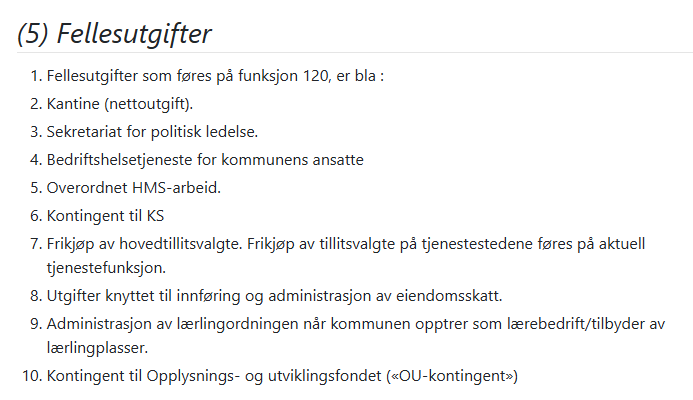 (5) Fellesutgifter
1. Fellesutgifter som føres på funksjon 120, er bla :
2. Kantine (nettoutgift).
3. Sekretariat for politisk ledelse.
4. Bedriftshelsetjeneste for kommunens ansatte
5. Overordnet HMS-arbeid.
6. Kontingent til KS
7. Frikjøp av hovedtillitsvalgte. Frikjøp av tillitsvalgte på tjenestestedene føres på aktuell
tjenestefunksjon.
8. Utgifter knyttet til innføring og administrasjon av eiendomsskatt.
9. Administrasjon av lærlingordningen når kommunen opptrer som lærebedrift/tilbyder av
lærlingplasser.
10. Kontingent til Opplysnings- og utviklingsfondet («OU-kontingent»)